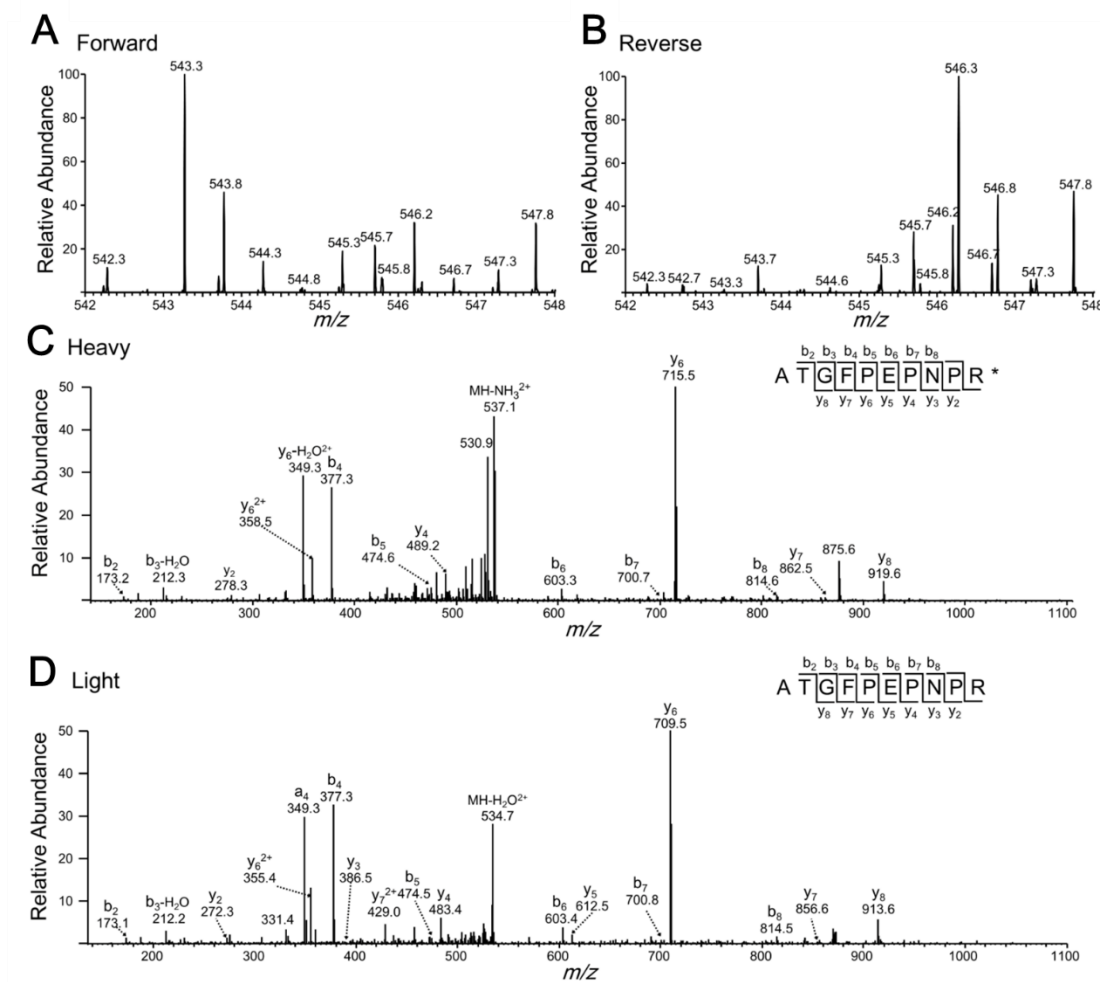 A Forward
Relative Abundance
100
80
60
40
20
542.3
543.3
543.8
544.3
544.8
545.3
545.7
545.8
546.2
546.7
547.3
547.8
542 543 544 545 546 547 548
m/z
B Reverse
Relative Abundance
100
80
60
40
20
542.3
542.7
543.3
543.7
544.6
545.3
545.7
545.8
546.2
546.3
546.7
546.8
547.3
547.8
542 543 544 545 546 547 548
m/z
C Heavy
b2 b3 b4 b5 b6 b7 b8
A T G F P E P N P R *
y8 y7 y6 y5 y4 y3 y2
Relative Abundance
50
40
30
20
10
b2
173.2
b3-H2O
212.3
y2
278.3
y6-H2O2+
349.3
y6 2+
358.5
b4
377.3
b5
474.6
y4
489.2
530.9
MH-NH3 2+
537.1
b6
603.3
b7
700.7
y6
715.5
b8
814.6
y7
862.5
875.6
y8
919.6
200 300 400 500 600 700 800 900 1000 1100
m/z
D Light
b2 b3 b4 b5 b6 b7 b8
A T G F P E P N P R
y8 y7 y6 y5 y4 y3 y2
Relative Abundance
50
40
30
20
10
b2
173.1
b3-H2O
212.2
y2
272.3
331.4
a4
349.3
y6 2+
355.4
b4
377.3
y3
386.5
y7 2+
429.0
b5
474.5
y4
483.4
MH-H2O2+
534.7
b6
603.4
y5
612.5
b7
700.8
y6
709.5
b8
814.5
y7
856.6
y8
913.6
200 300 400 500 600 700 800 900 1000 1100
m/z